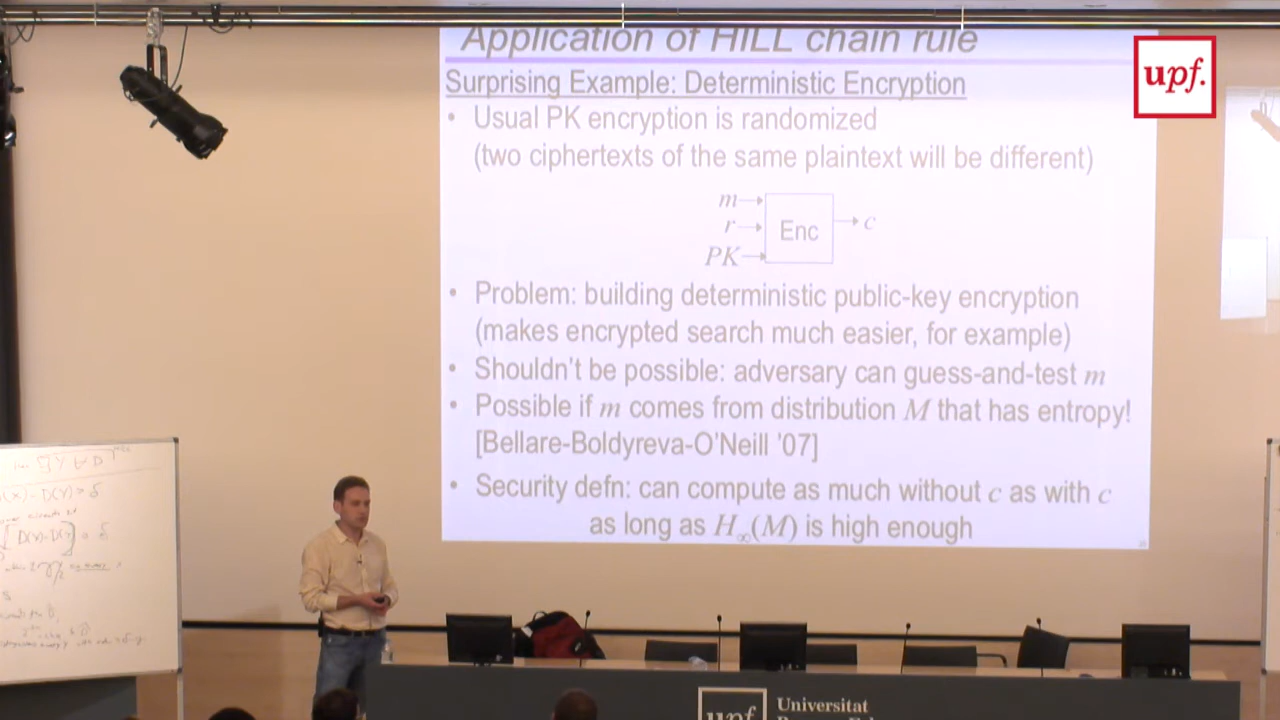 Application of HILL chain rule
Surprising Example: Deterministic Encryption
• Usual PK encryption is randomized
(two ciphertexts of the same plaintext will be different)
m
r
PK
Enc
c
• Problem: building deterministic public-key encryption
(makes encrypted search much easier, for example)
• Shouldn't be possible: adversary can guess-and-test m
• Possible if m comes from distribution M that has entropy!
[Bellare-Boldyreva-O'Neill '07]
• Security defn: can compute as much without c as with c
as long as H∞(M) is high enough
upf.
upf
Universitat